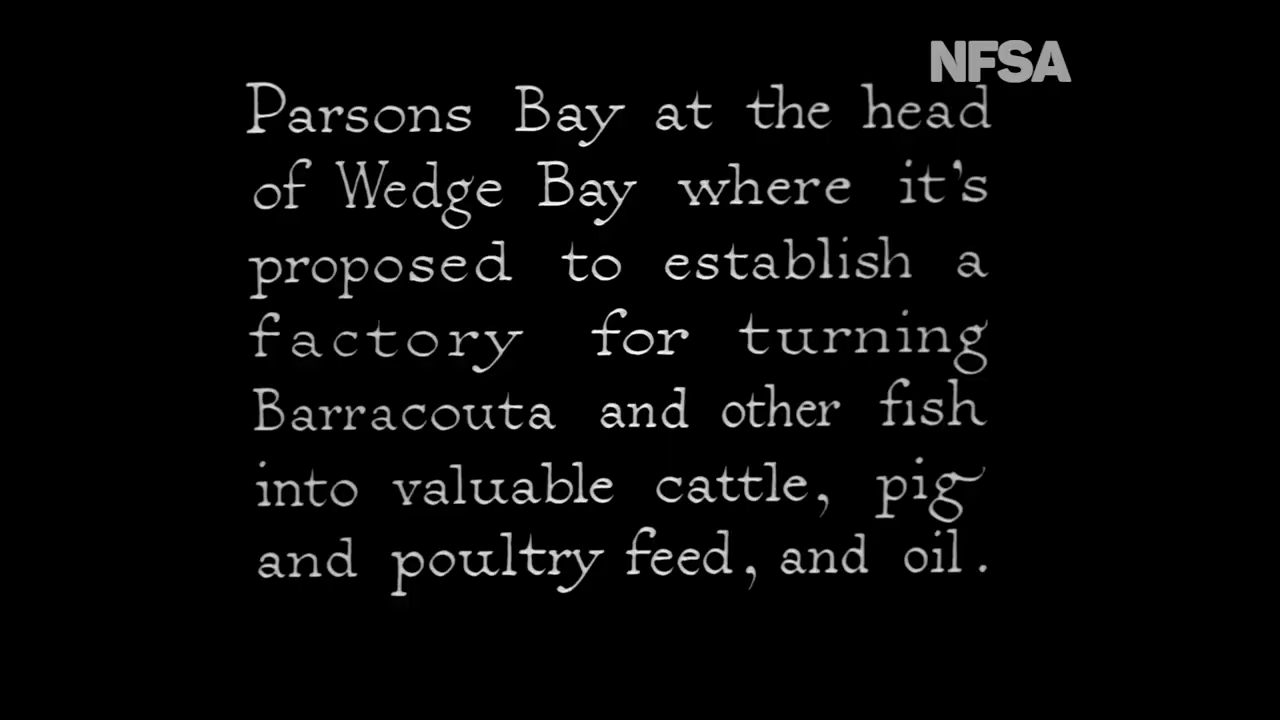 NFSA
Parsons Bay at the head
of Wedge Bay where it's
proposed to establish a
factory for turning
Barracouta and other fish
into valuable cattle, pig
and poultry feed, and oil.